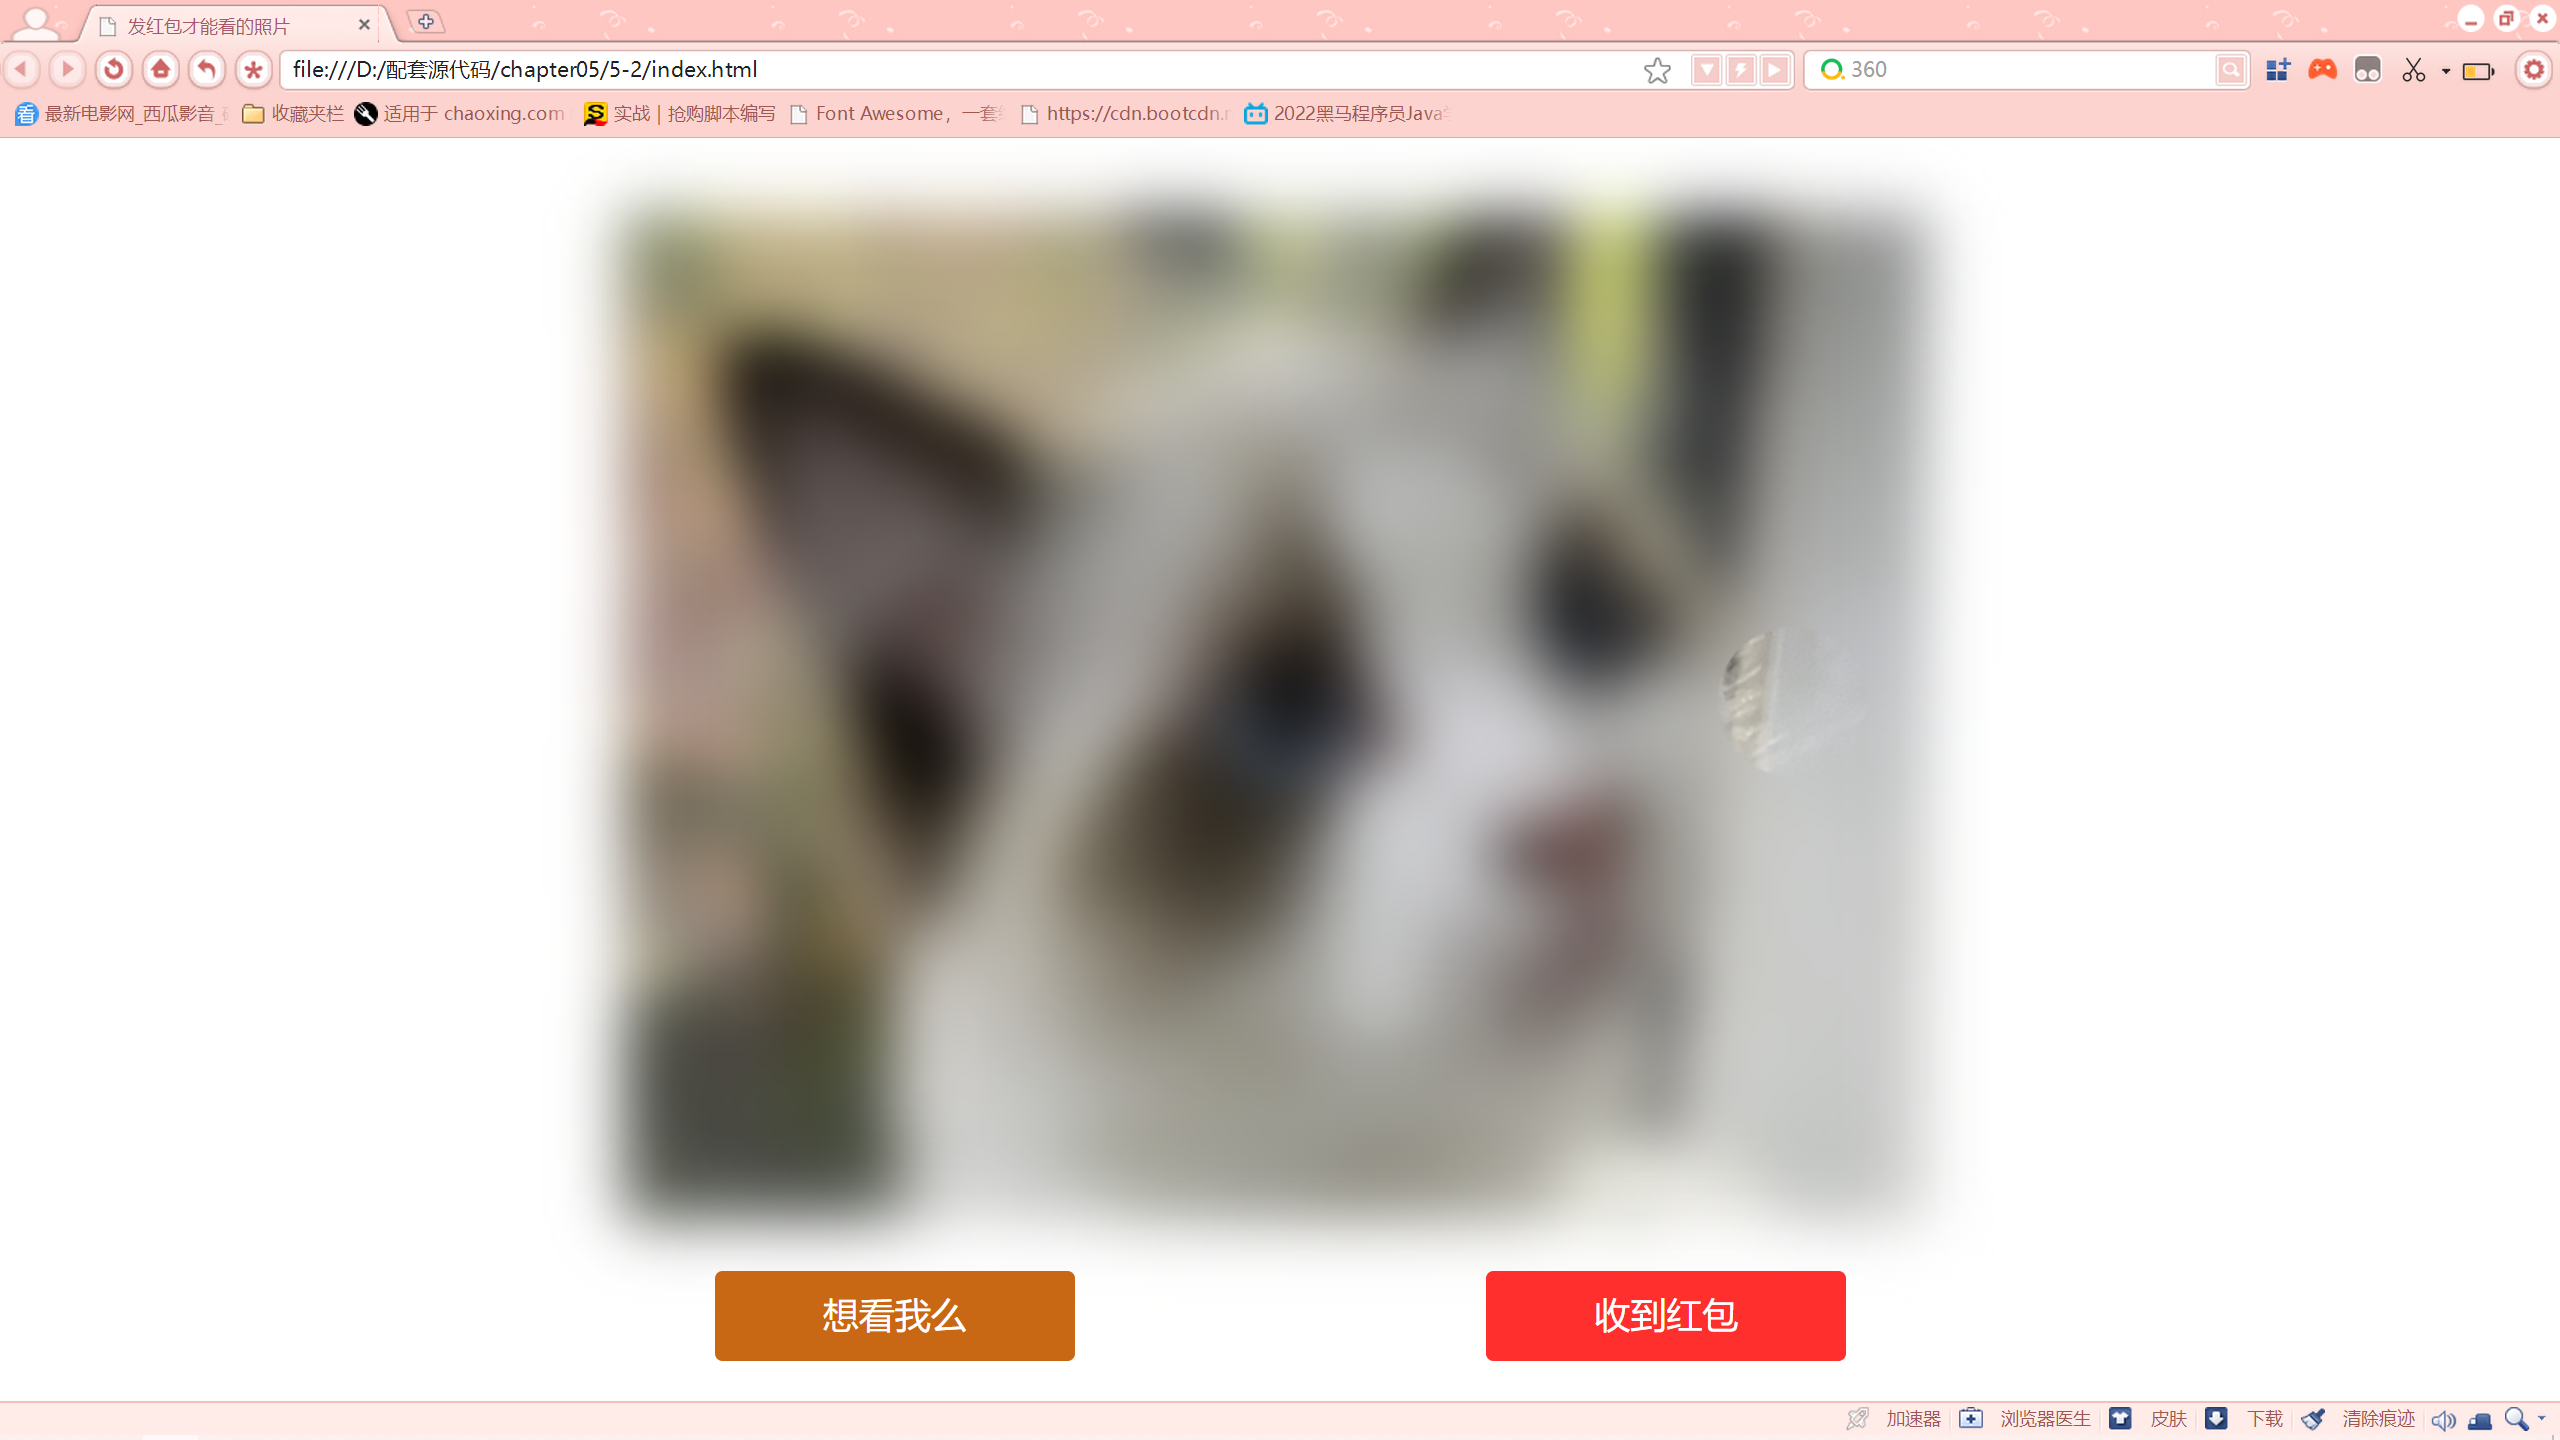 发红包才能看的照片
file:///D:/配套源代码/chapter05/5-2/index.html
360
最新电影网_西瓜影音_
收藏夹栏
适用于 chaoxing.com
实战 | 抢购脚本编写
Font Awesome，一套
https://cdn.bootcdn.n
2022黑马程序员Java
想看我么
收到红包
加速器
浏览器医生
皮肤
下载
清除痕迹